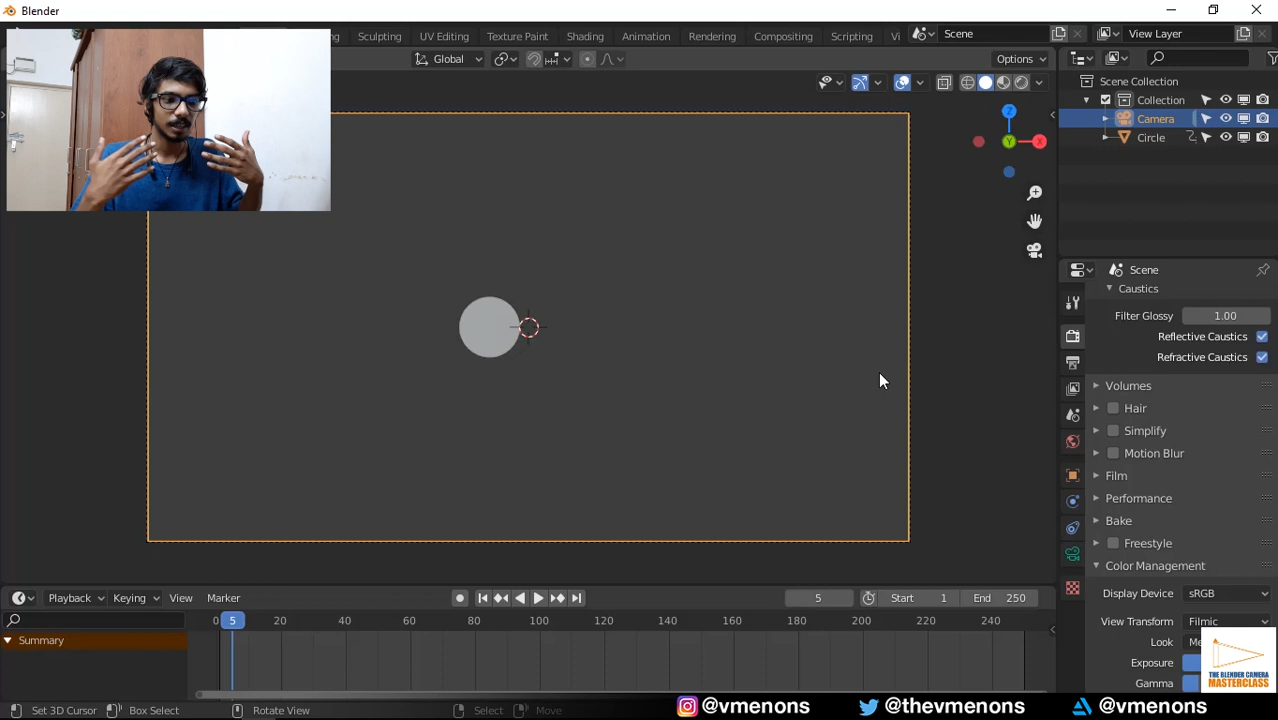 Blender
Sculpting UV Editing Texture Paint Shading Animation Rendering Compositing Scripting Scene View Layer
Global Options
Scene Collection
Collection
Camera
Circle
Z
Y
X
Scene
Caustics
Filter Glossy 1.00
Reflective Caustics
Refractive Caustics
Volumes
Hair
Simplify
Motion Blur
Film
Performance
Bake
Freestyle
Color Management
Display Device sRGB
View Transform Filmic
Look
Exposure
Gamma
Playback Keying View Marker 5 Start 1 End 250
0 5 20 40 60 80 100 120 140 160 180 200 220 240
Summary
THE BLENDER CAMERA
MASTERCLASS
Set 3D Cursor Box Select Rotate View Select Move
@vmenons @thevmenons @vmenons